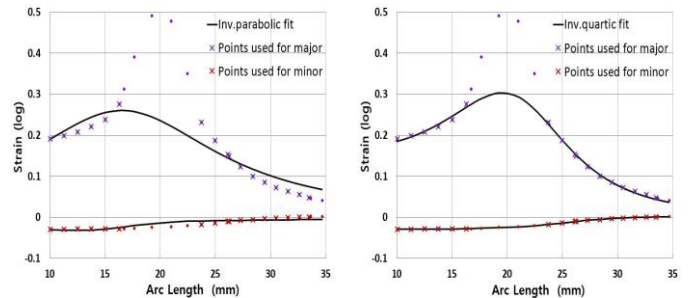 Strain (log)
0.5
0.4
0.3
0.2
0.1
0
-0.1
10 15 20 25 30 35
Arc Length (mm)
Inv.parabolic fit
Points used for major
Points used for minor
Strain (log)
0.5
0.4
0.3
0.2
0.1
0
-0.1
10 15 20 25 30 35
Arc Length (mm)
Inv.quartic fit
Points used for major
Points used for minor